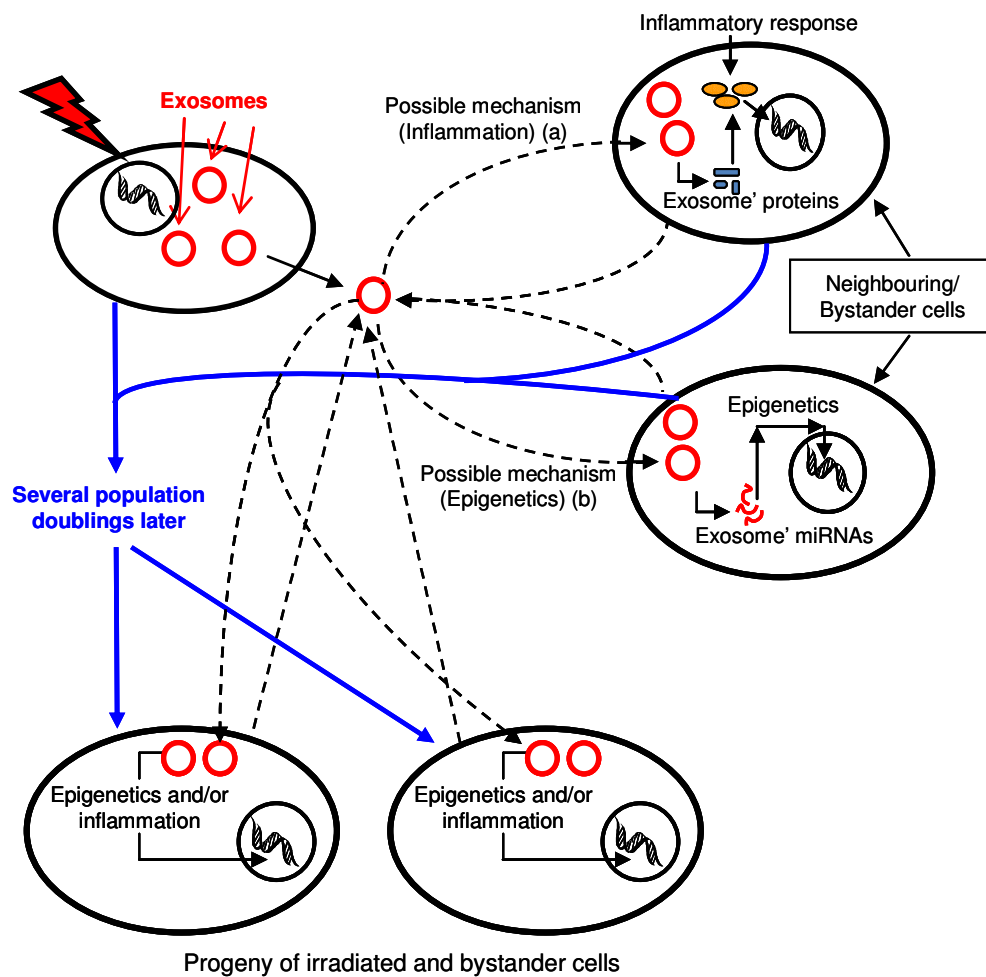 Inflammatory response
Exosomes
Possible mechanism
(Inflammation) (a)
Exosome' proteins
Neighbouring/
Bystander cells
Epigenetics
Possible mechanism
(Epigenetics) (b)
Exosome' miRNAs
Several population
doublings later
Epigenetics and/or
inflammation
Epigenetics and/or
inflammation
Progeny of irradiated and bystander cells